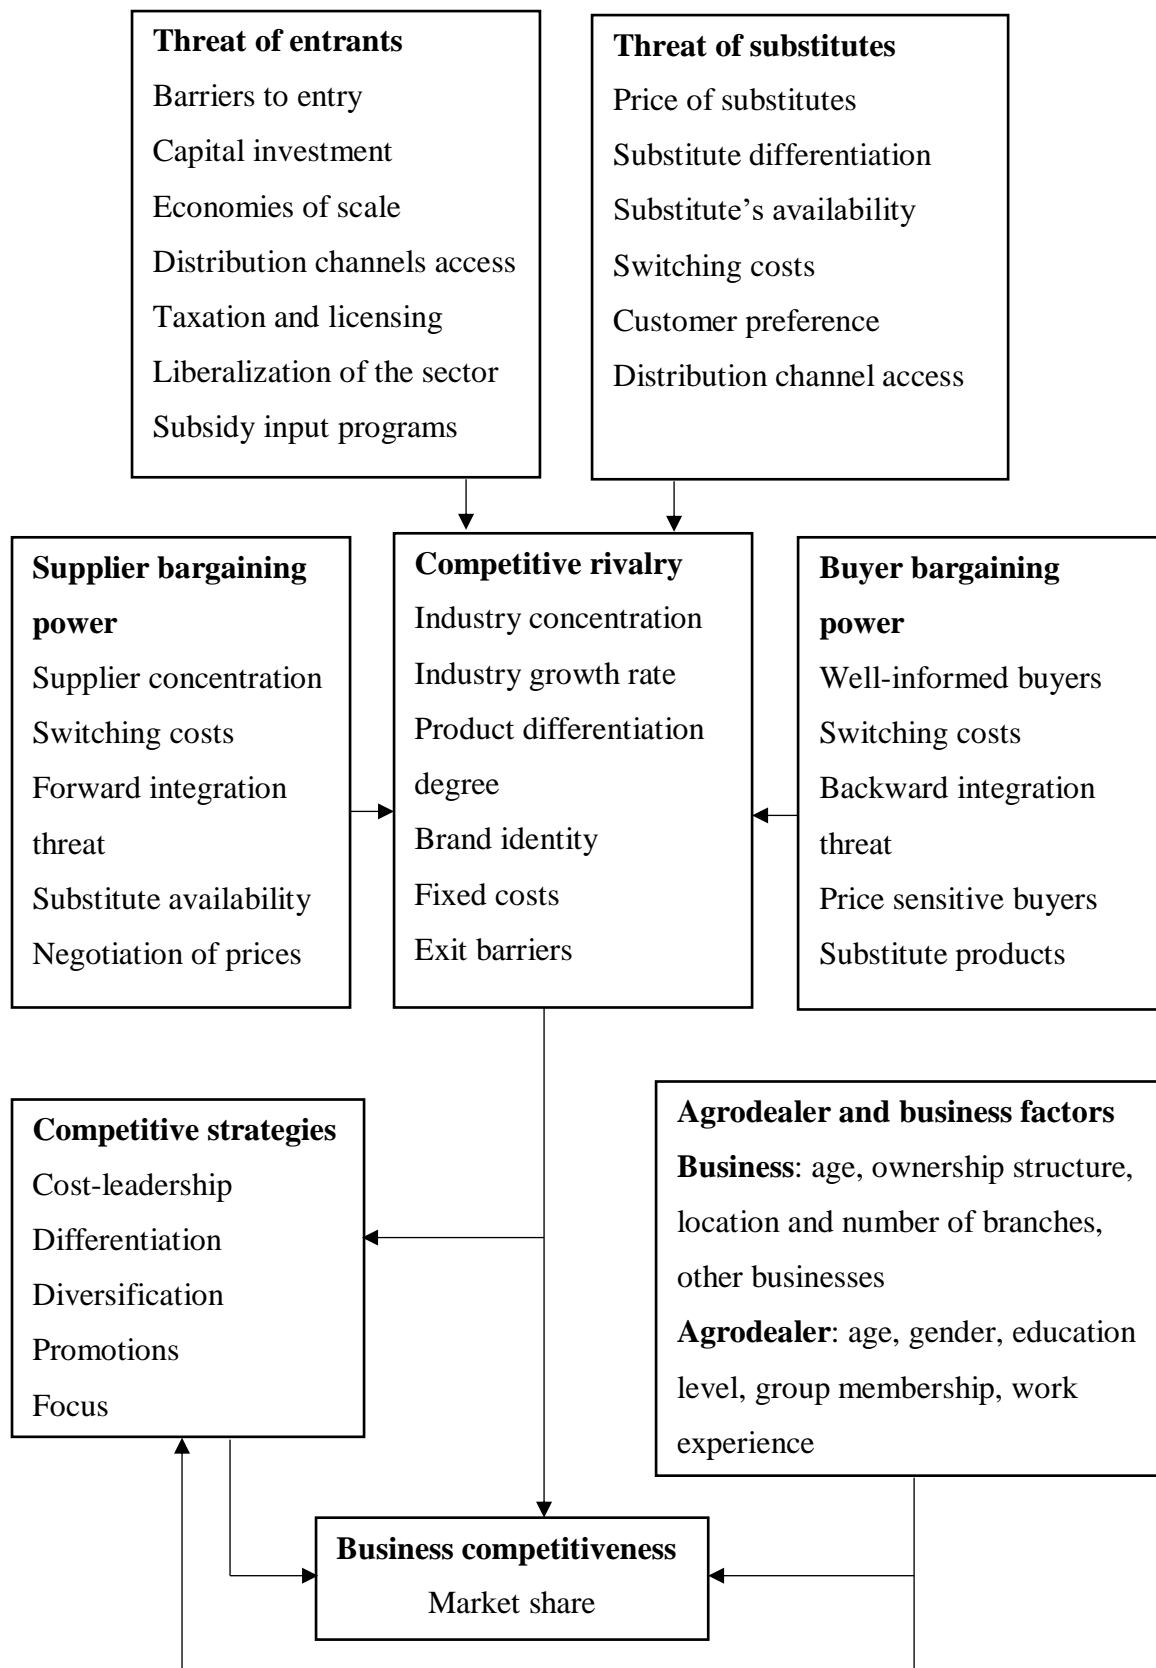 Threat of entrants
Barriers to entry
Capital investment
Economies of scale
Distribution channels access
Taxation and licensing
Liberalization of the sector
Subsidy input programs
Threat of substitutes
Price of substitutes
Substitute differentiation
Substitute’s availability
Switching costs
Customer preference
Distribution channel access
Supplier bargaining
power
Supplier concentration
Switching costs
Forward integration
threat
Substitute availability
Negotiation of prices
Competitive rivalry
Industry concentration
Industry growth rate
Product differentiation
degree
Brand identity
Fixed costs
Exit barriers
Buyer bargaining
power
Well-informed buyers
Switching costs
Backward integration
threat
Price sensitive buyers
Substitute products
Competitive strategies
Cost-leadership
Differentiation
Diversification
Promotions
Focus
Agrodealer and business factors
Business: age, ownership structure,
location and number of branches,
other businesses
Agrodealer: age, gender, education
level, group membership, work
experience
Business competitiveness
Market share